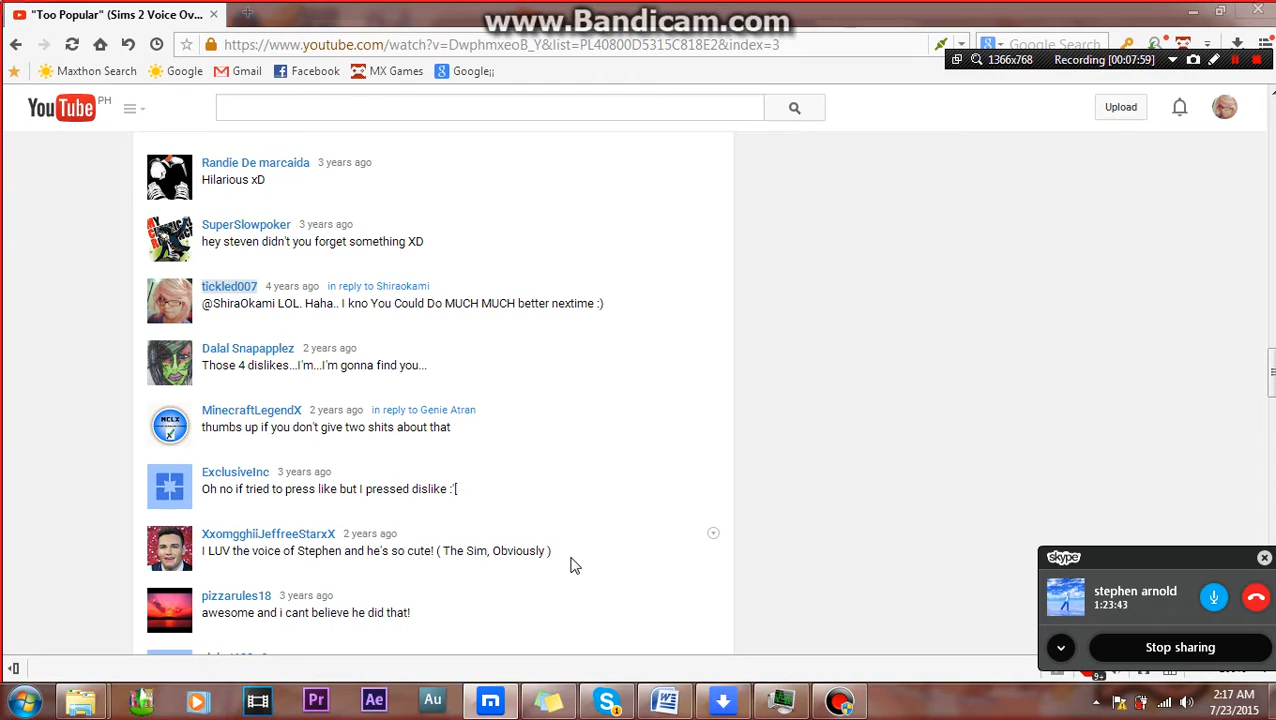 "Too Popular" (Sims 2 Voice Ov...
www.Bandicam.com
https://www.youtube.com/watch?v=DwphmxeoB_Y&list=PL40800D5315C818E2&index=3
Google Search
Maxthon Search
Google
Gmail
Facebook
MX Games
Google¡¡
1366x768
Recording [00:07:59]
YouTube PH
Upload
Randie De marcaida 3 years ago
Hilarious xD
SuperSlowpoker 3 years ago
hey steven didn't you forget something XD
tickled007 4 years ago in reply to Shiraokami
@ShiraOkami LOL. Haha.. I kno You Could Do MUCH MUCH better nextime :)
Dalal Snapapplez 2 years ago
Those 4 dislikes...I'm...I'm gonna find you...
MCLX
MinecraftLegendX 2 years ago in reply to Genie Atran
thumbs up if you don't give two shits about that
ExclusiveInc 3 years ago
Oh no if tried to press like but I pressed dislike :'[
XxomgghiiJeffreeStarxX 2 years ago
I LUV the voice of Stephen and he's so cute! ( The Sim, Obviously )
pizzarules18 3 years ago
awesome and i cant believe he did that!
skype
stephen arnold
1:23:43
Stop sharing
9+
Pr
Ae
Au
2:17 AM
7/23/2015